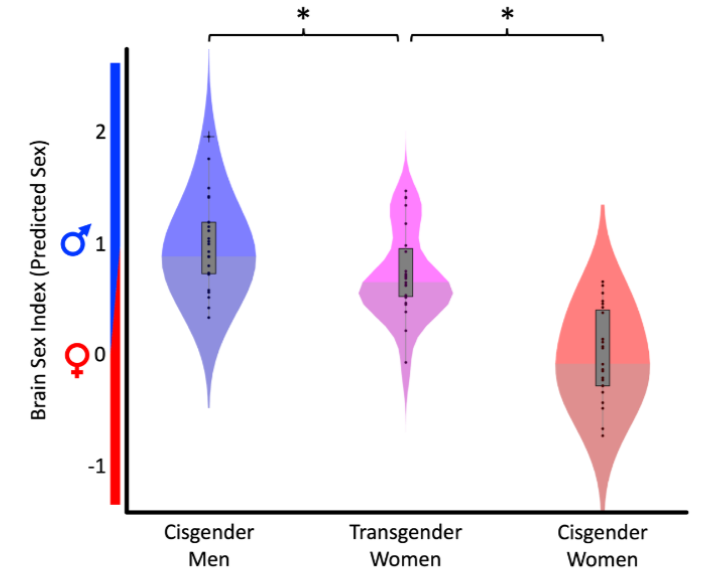 * *
Brain Sex Index (Predicted Sex)
2
♂ 1
♀ 0
-1
Cisgender Men
Transgender Women
Cisgender Women